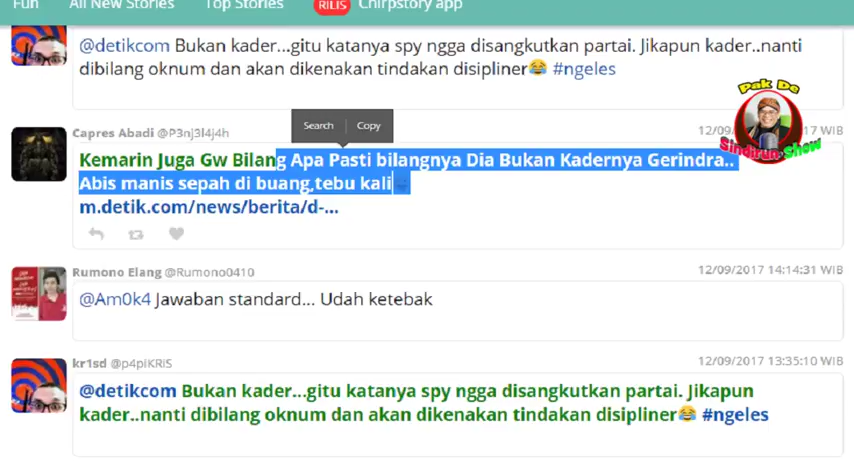 Fun All New Stories Top Stories RILIS Chirpstory app
@detikcom Bukan kader...gitu katanya spy ngga disangkutkan partai. Jikapun kader..nanti
dibilang oknum dan akan dikenakan tindakan disipliner😂 #ngeles
Pak De
Sindirun Show
Search Copy
Capres Abadi @P3nj3l4j4h 12/09/2017 17 WIB
Kemarin Juga Gw Bilang Apa Pasti bilangnya Dia Bukan Kadernya Gerindra..
Abis manis sepah di buang,tebu kali
m.detik.com/news/berita/d-...
Rumono Elang @Rumono0410 12/09/2017 14:14:31 WIB
@Am0k4 Jawaban standard... Udah ketebak
kr1sd @p4piKRiS 12/09/2017 13:35:10 WIB
@detikcom Bukan kader...gitu katanya spy ngga disangkutkan partai. Jikapun
kader..nanti dibilang oknum dan akan dikenakan tindakan disipliner😂 #ngeles